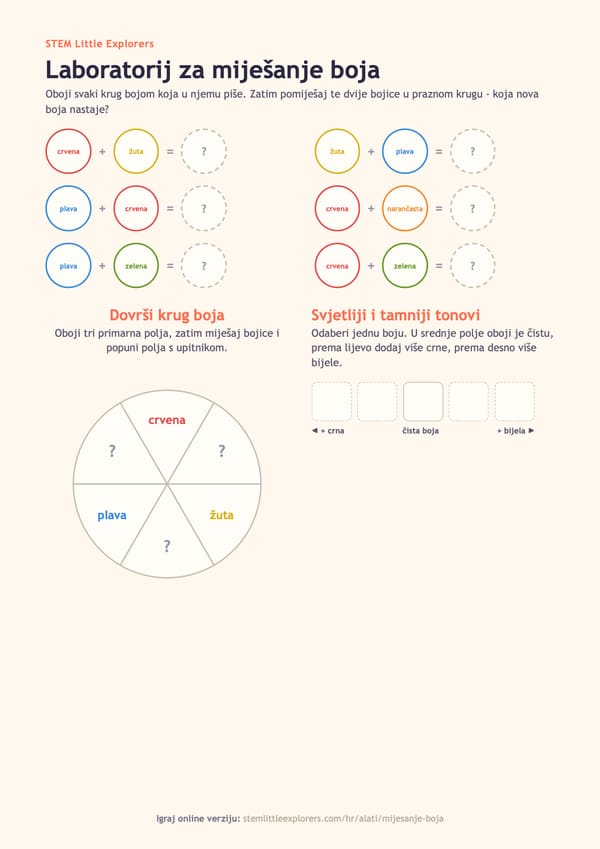 STEM Little Explorers
Laboratorij za miješanje boja
Oboji svaki krug bojom koja u njemu piše. Zatim pomiješaj te dvije bojice u praznom krugu - koja nova
boja nastaje?
crvena + žuta = ?
žuta + plava = ?
plava + crvena = ?
crvena + narančasta = ?
plava + zelena = ?
crvena + zelena = ?
Dovrši krug boja
Oboji tri primarna polja, zatim miješaj bojice i
popuni polja s upitnikom.
crvena
? ?
plava žuta
?
Svjetliji i tamniji tonovi
Odaberi jednu boju. U srednje polje oboji je čistu,
prema lijevo dodaj više crne, prema desno više
bijele.
◀ + crna čista boja + bijela ▶
Igraj online verziju: stemlittleexplorers.com/hr/alati/mijesanje-boja